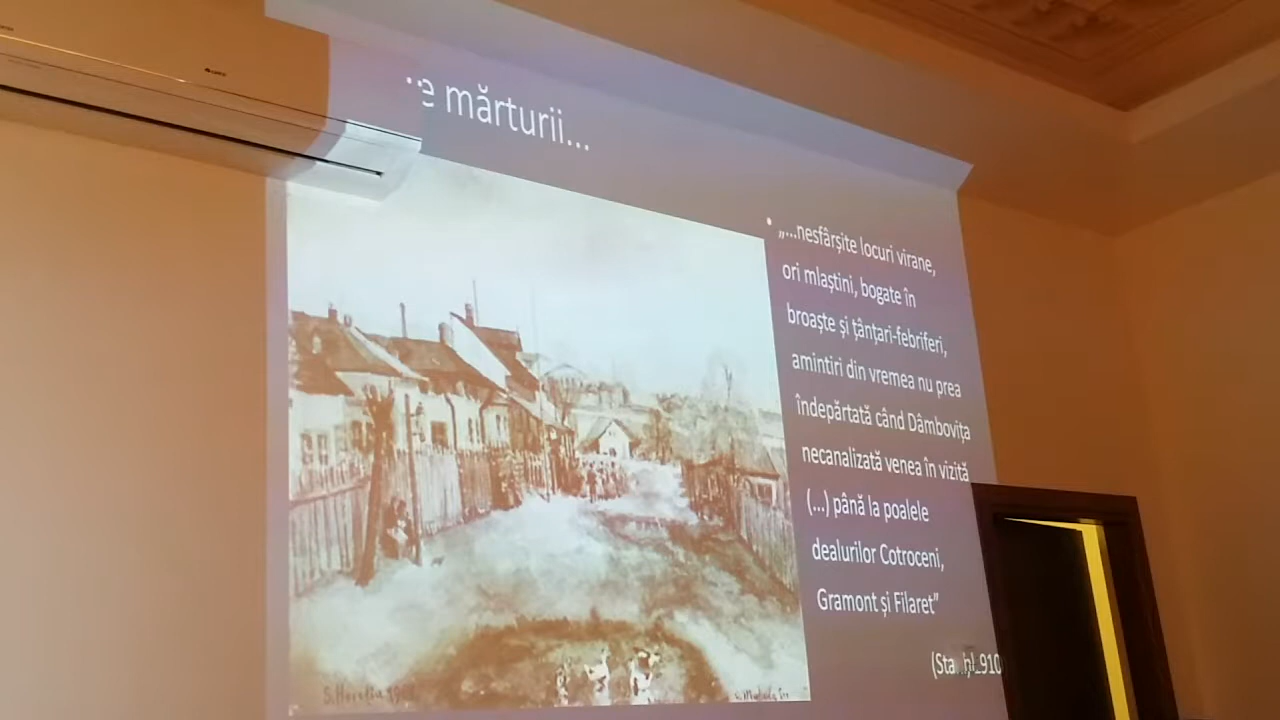 mărturii...
„...nesfârșite locuri virane,
ori mlaștini, bogate în
broaște și țânțari-febriferi,
amintiri din vremea nu prea
îndepărtată când Dâmbovița
necanalizată venea în vizită
(...) până la poalele
dealurilor Cotroceni,
Gramont și Filaret”